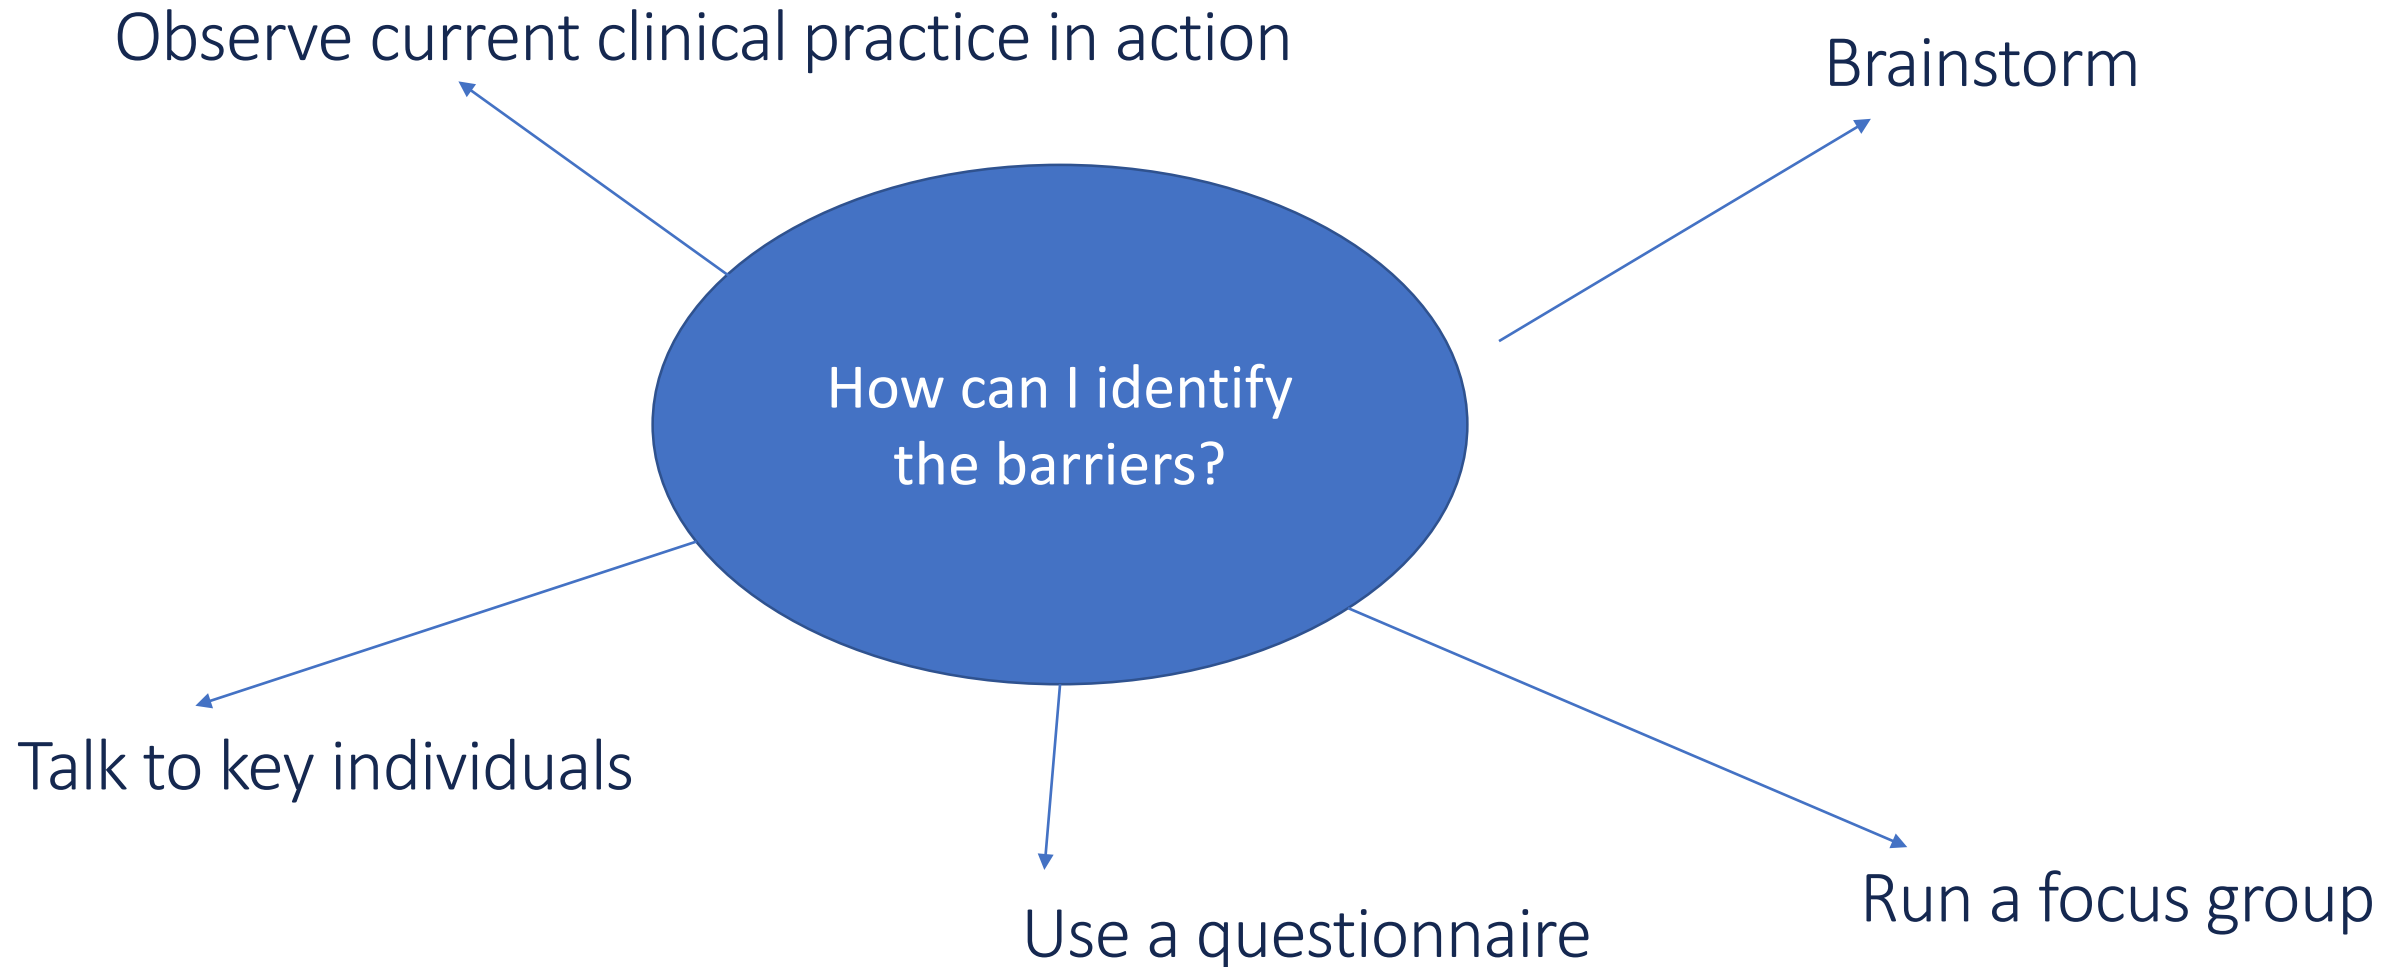 Observe current clinical practice in action
Brainstorm
How can I identify
the barriers?
Talk to key individuals
Run a focus group
Use a questionnaire